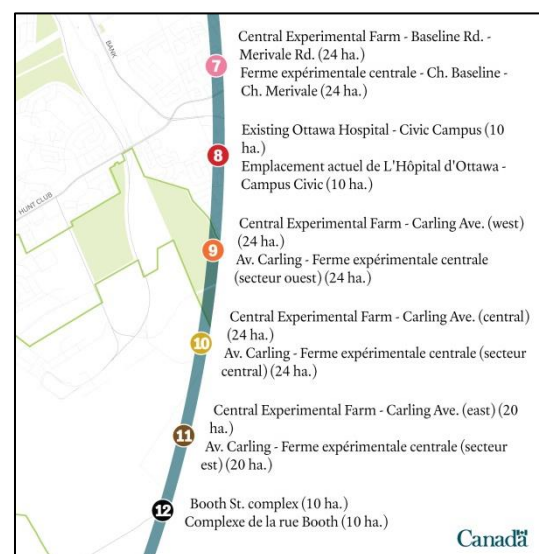 BANK
7
Central Experimental Farm - Baseline Rd. -
Merivale Rd. (24 ha.)
Ferme expérimentale centrale - Ch. Baseline -
Ch. Merivale (24 ha.)
8
Existing Ottawa Hospital - Civic Campus (10
ha.)
Emplacement actuel de L'Hôpital d'Ottawa -
Campus Civic (10 ha.)
HUNT CLUB
9
Central Experimental Farm - Carling Ave. (west)
(24 ha.)
Av. Carling - Ferme expérimentale centrale
(secteur ouest) (24 ha.)
10
Central Experimental Farm - Carling Ave. (central)
(24 ha.)
Av. Carling - Ferme expérimentale centrale (secteur
central) (24 ha.)
11
Central Experimental Farm - Carling Ave. (east) (20
ha.)
Av. Carling - Ferme expérimentale centrale (secteur
est) (20 ha.)
12
Booth St. complex (10 ha.)
Complexe de la rue Booth (10 ha.)
Canada